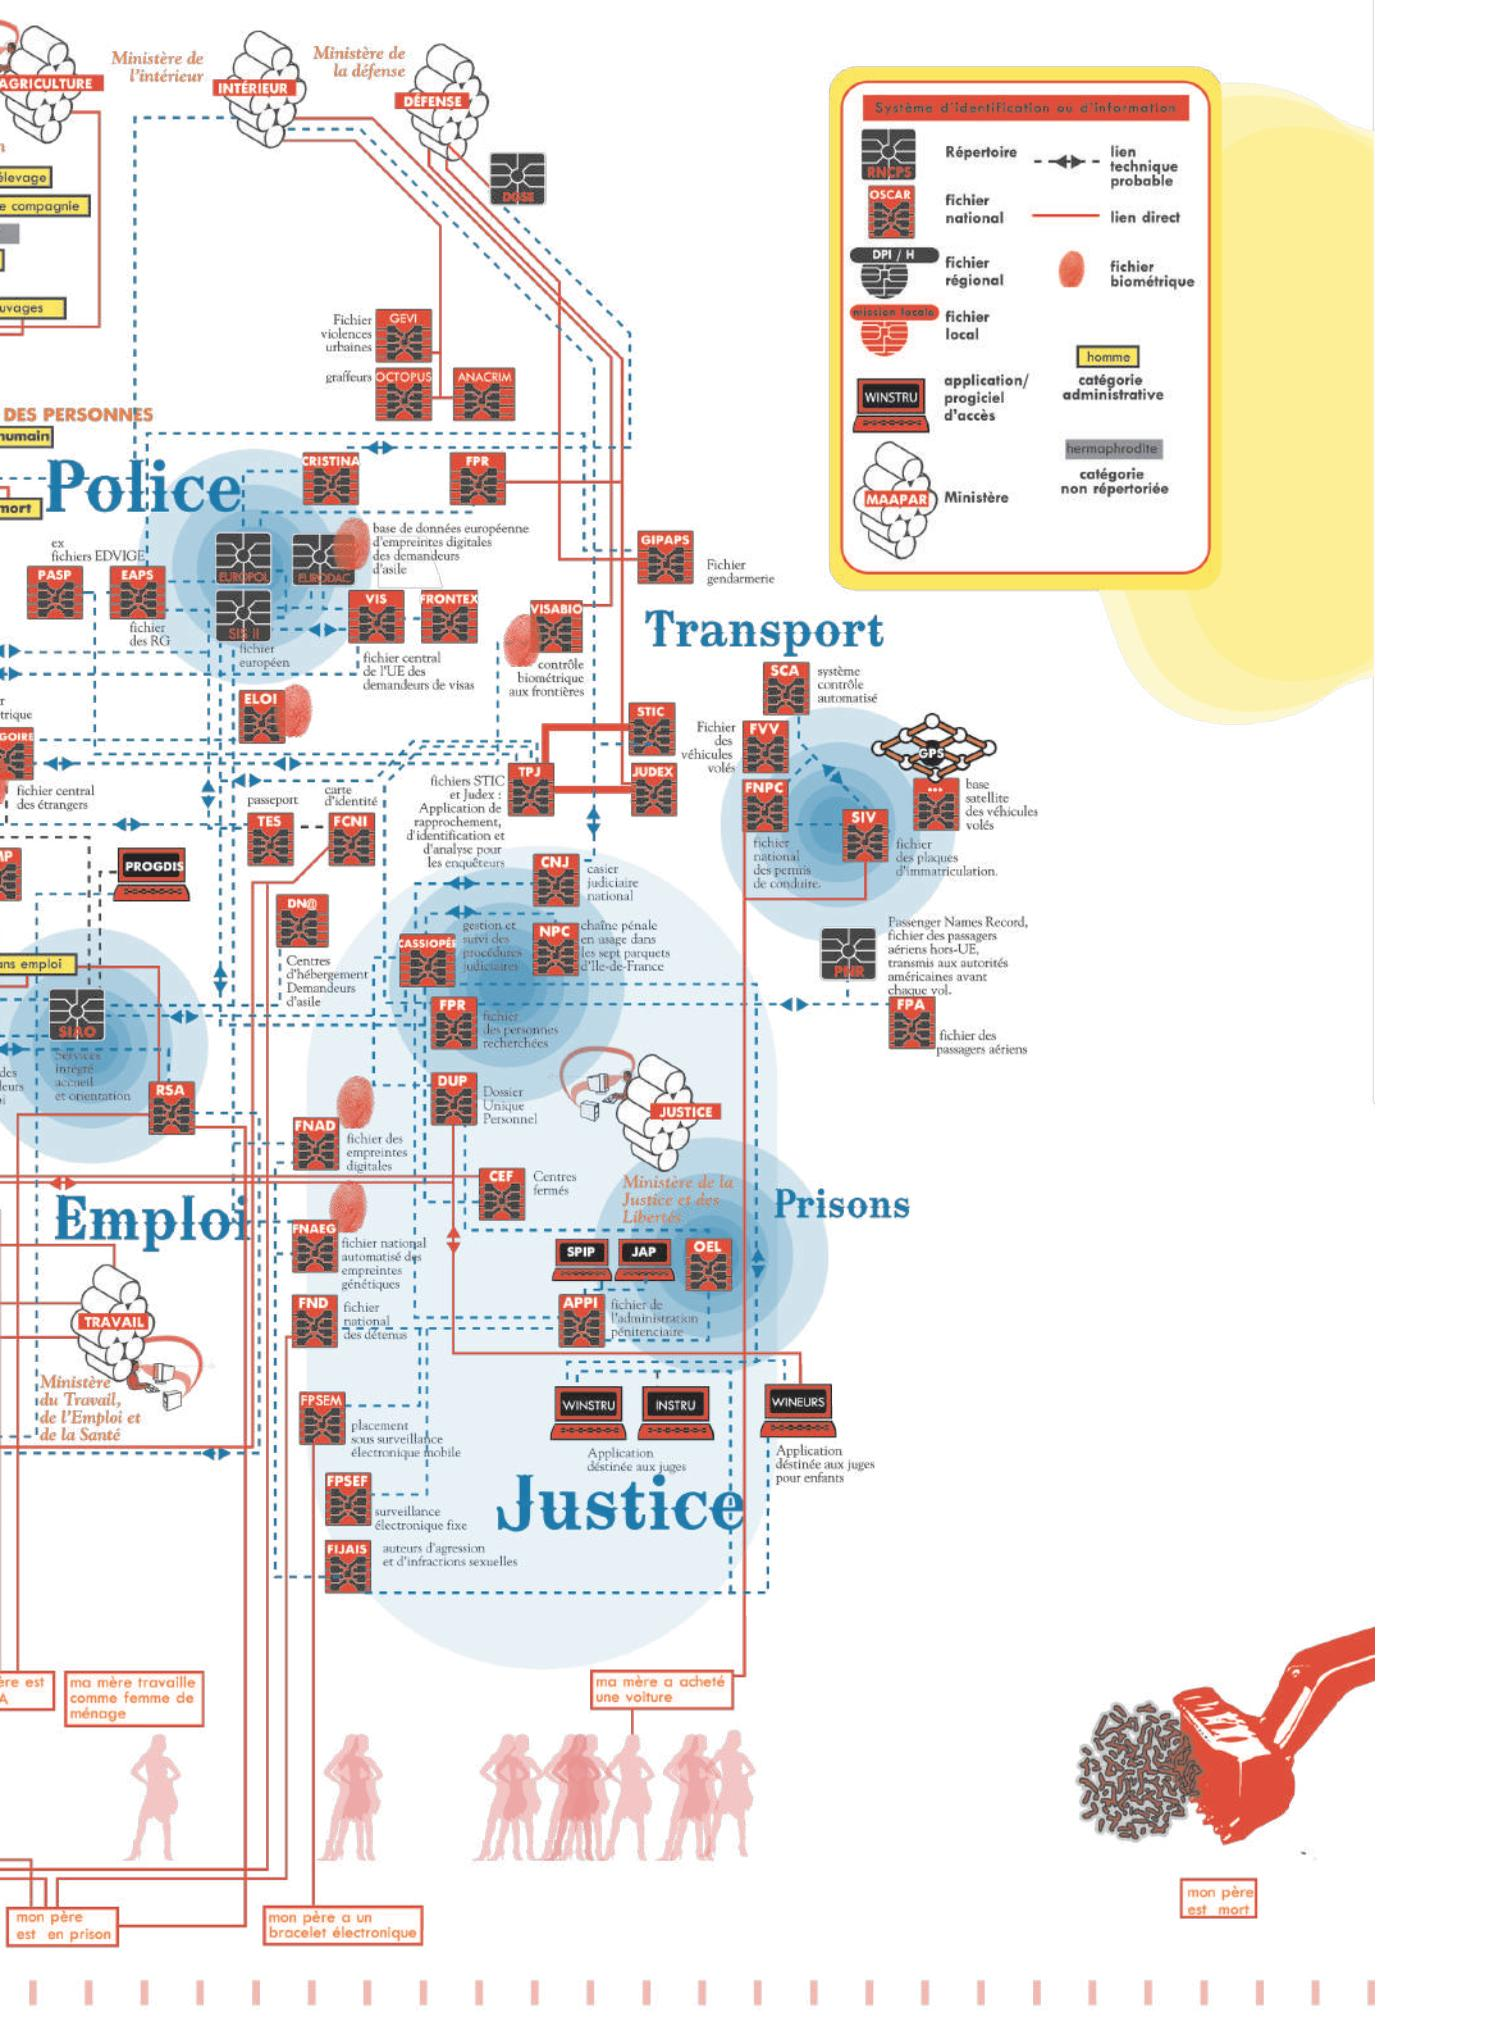 Ministère de
l'intérieur
Ministère de
la défense
AGRICULTURE
INTÉRIEUR
DÉFENSE
DOSE
élevage
e compagnie
uvages
Système d'identification ou d'information
RNCPS
Répertoire
lien
technique
probable
OSCAR
fichier
national
lien direct
DPI / H
fichier
régional
fichier
biométrique
mission locale
fichier
local
homme
catégorie
administrative
WINSTRU
application/
progiciel
d'accès
hermaphrodite
catégorie
non répertoriée
MAAPAR
Ministère
Fichier
violences
urbaines
GEVI
graffeurs
OCTOPUS
ANACRIM
DES PERSONNES
humain
mort
Police
CRISTINA
FPR
ex
fichiers EDVIGE
PASP
EAPS
fichier
des RG
EUROPOL
EURODAC
base de données européenne
d'empreintes digitales
des demandeurs
d'asile
SIS II
fichier
européen
VIS
FRONTEX
fichier central
de l'UE des
demandeurs de visas
VISABIO
contrôle
biométrique
aux frontières
GIPAPS
Fichier
gendarmerie
ELOI
r
trique
GOIRE
fichier central
des étrangers
Transport
SCA
système
contrôle
automatisé
STIC
Fichier
des
véhicules
volés
FVV
GPS
TPJ
JUDEX
fichiers STIC
et Judex :
Application de
rapprochement,
d'identification et
d'analyse pour
les enquêteurs
FNPC
fichier
national
des permis
de conduire.
SIV
fichier
des plaques
d'immatriculation.
...
base
satellite
des véhicules
volés
passeport
carte
d'identité
TES
FCNI
MP
PROGDIS
CNJ
casier
judiciaire
national
DN@
Centres
d'hébergement
Demandeurs
d'asile
CASSIOPÉE
gestion et
suivi des
procédures
judiciaires
NPC
chaîne pénale
en usage dans
les sept parquets
d'Ile-de-France
Passenger Names Record,
fichier des passagers
aériens hors-UE,
transmis aux autorités
américaines avant
chaque vol.
PNR
FPA
fichier des
passagers aériens
ans emploi
SIAO
Services
intégré
accueil
et orientation
des
eurs
oi
RSA
FPR
fichier
des personnes
recherchées
DUP
Dossier
Unique
Personnel
JUSTICE
Ministère de la
Justice et des
Libertés
FNAD
fichier des
empreintes
digitales
CEF
Centres
fermés
Emploi
Prisons
FNAEG
fichier national
automatisé des
empreintes
génétiques
SPIP
JAP
OEL
FND
fichier
national
des détenus
APPI
fichier de
l'administration
pénitenciaire
TRAVAIL
Ministère
du Travail,
de l'Emploi et
de la Santé
FPSEM
placement
sous surveillance
électronique mobile
WINSTRU
INSTRU
Application
déstinée aux juges
WINEURS
Application
déstinée aux juges
pour enfants
FPSEF
surveillance
électronique fixe
Justice
FIJAIS
auteurs d'agression
et d'infractions sexuelles
ère est
A
ma mère travaille
comme femme de
ménage
ma mère a acheté
une voiture
mon père
est en prison
mon père a un
bracelet électronique
mon père
est mort